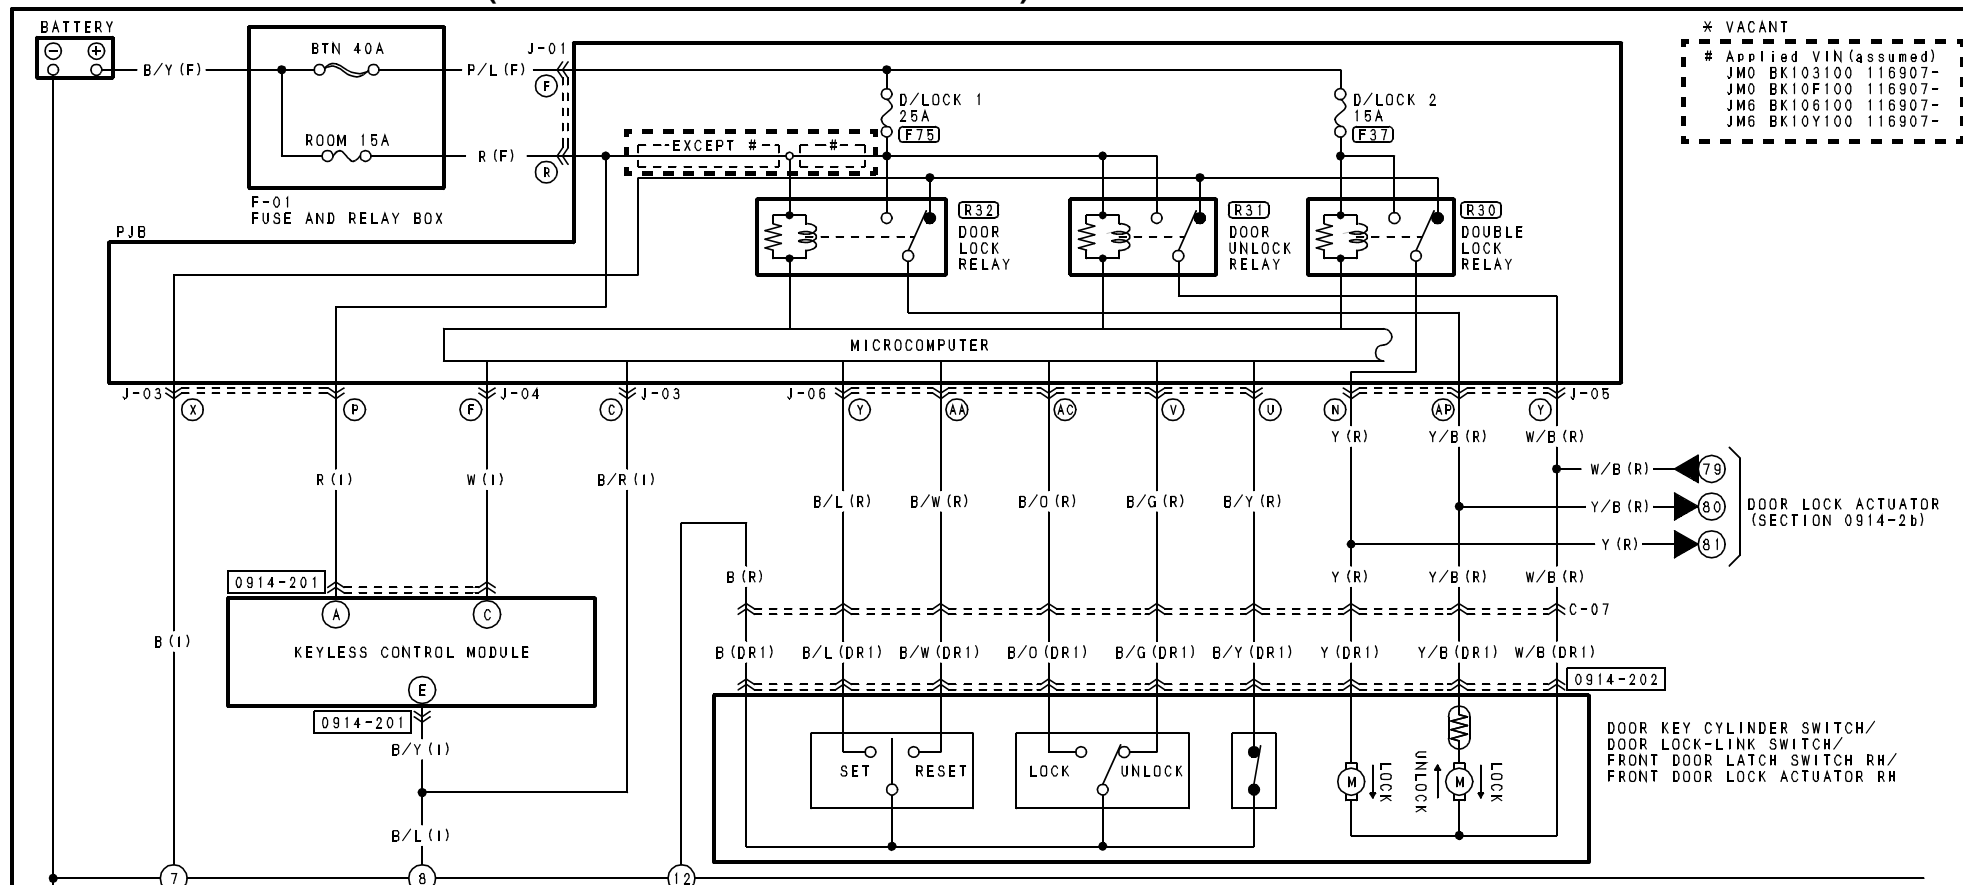 BATTERY
B/Y (F)
BTN 40A
ROOM 15A
F-01
FUSE AND RELAY BOX
J-01
P/L (F)
F
R (F)
R
PJB
EXCEPT #
#
D/LOCK 1
25A
F75
D/LOCK 2
15A
F37
* VACANT
# Applied VIN(assumed)
JM0 BK103100 116907-
JM0 BK10F100 116907-
JM6 BK106100 116907-
JM6 BK10Y100 116907-
R32
DOOR
LOCK
RELAY
R31
DOOR
UNLOCK
RELAY
R30
DOUBLE
LOCK
RELAY
MICROCOMPUTER
J-03
X
P
F
J-04
C
J-03
J-06
Y
AA
AC
V
U
N
AP
Y
J-05
Y (R)
Y/B (R)
W/B (R)
R (I)
W (I)
B/R (I)
B/L (R)
B/W (R)
B/O (R)
B/G (R)
B/Y (R)
W/B (R)
79
Y/B (R)
80
Y (R)
81
DOOR LOCK ACTUATOR
(SECTION 0914-2b)
B (R)
Y (R)
Y/B (R)
W/B (R)
C-07
0914-201
A
C
KEYLESS CONTROL MODULE
E
0914-201
B (I)
B/Y (I)
B/L (I)
B (DR1)
B/L (DR1)
B/W (DR1)
B/O (DR1)
B/G (DR1)
B/Y (DR1)
Y (DR1)
Y/B (DR1)
W/B (DR1)
0914-202
SET
RESET
LOCK
UNLOCK
M
LOCK
UNLOCK
M
LOCK
DOOR KEY CYLINDER SWITCH/
DOOR LOCK-LINK SWITCH/
FRONT DOOR LATCH SWITCH RH/
FRONT DOOR LOCK ACTUATOR RH
7
8
12